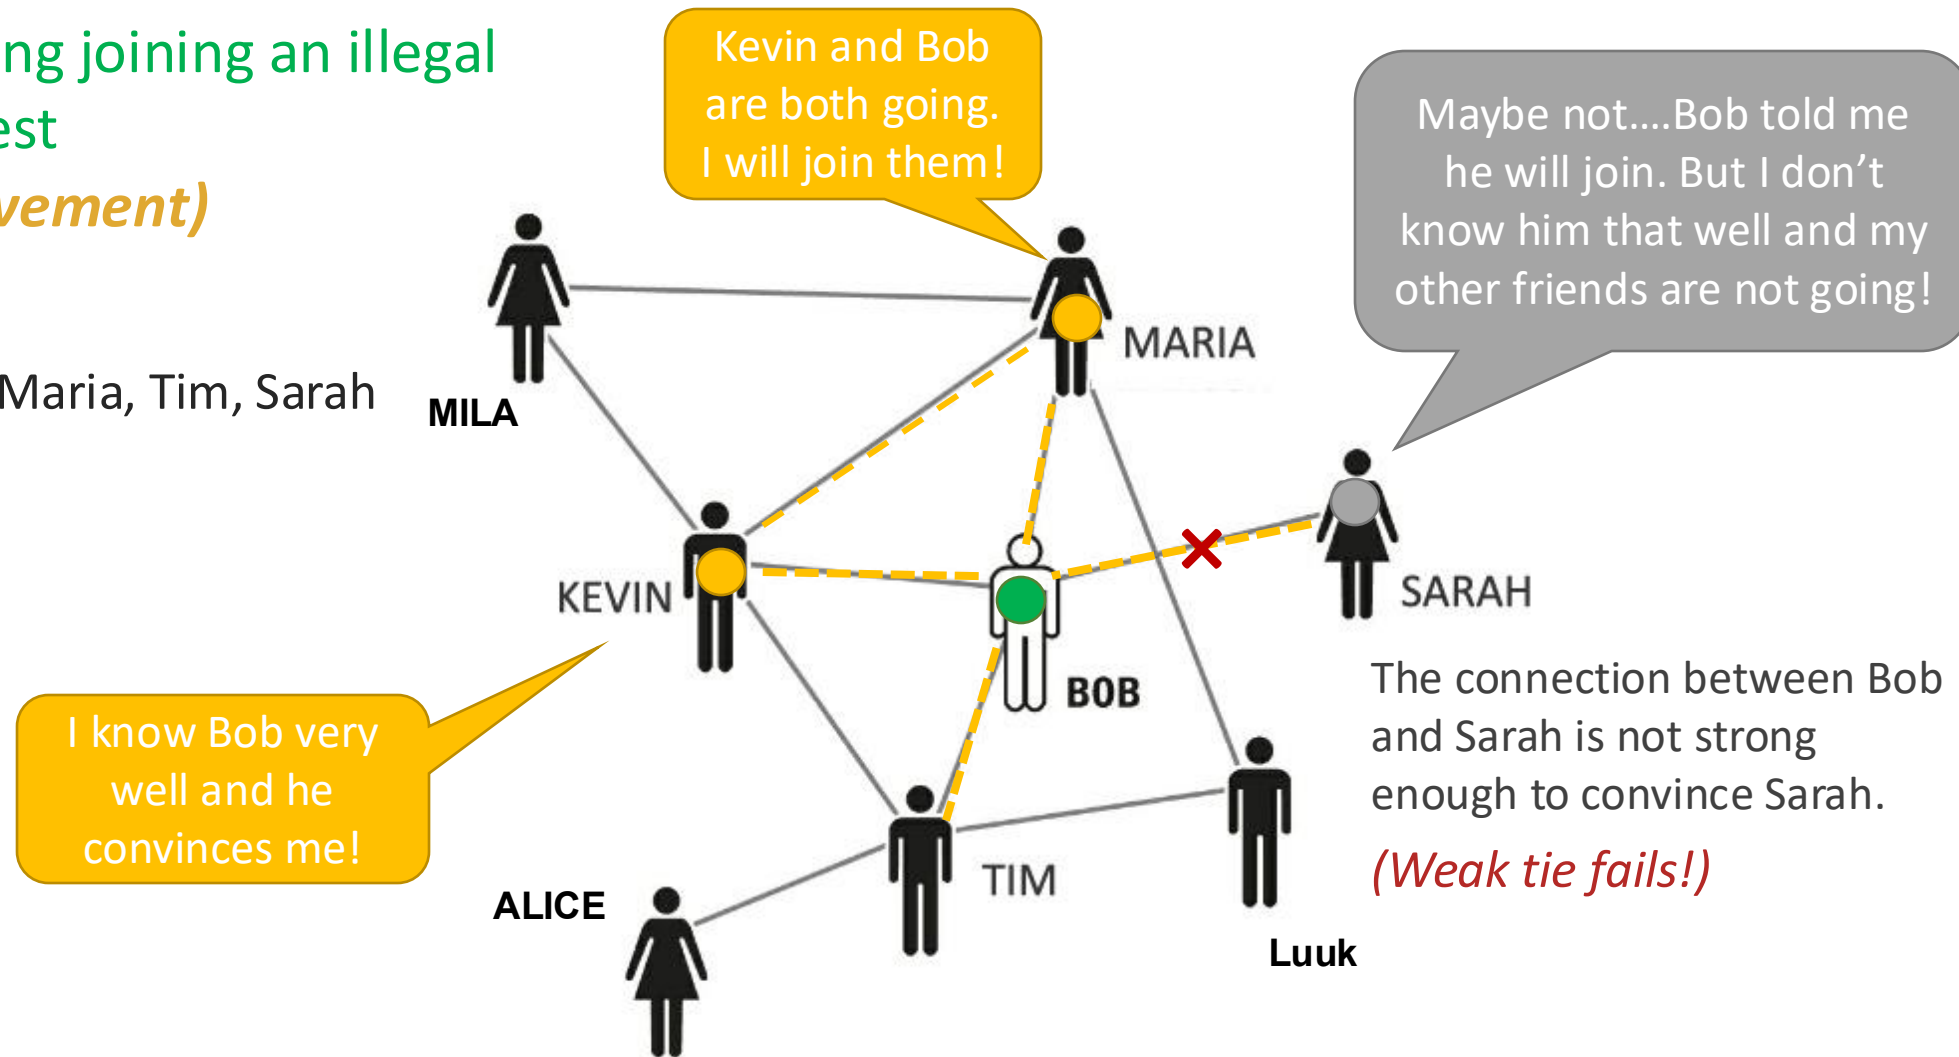 ng joining an illegal
est
vement)
Maria, Tim, Sarah
Kevin and Bob
are both going.
I will join them!
Maybe not....Bob told me
he will join. But I don’t
know him that well and my
other friends are not going!
MILA
MARIA
KEVIN
BOB
SARAH
I know Bob very
well and he
convinces me!
The connection between Bob
and Sarah is not strong
enough to convince Sarah.
(Weak tie fails!)
TIM
ALICE
Luuk